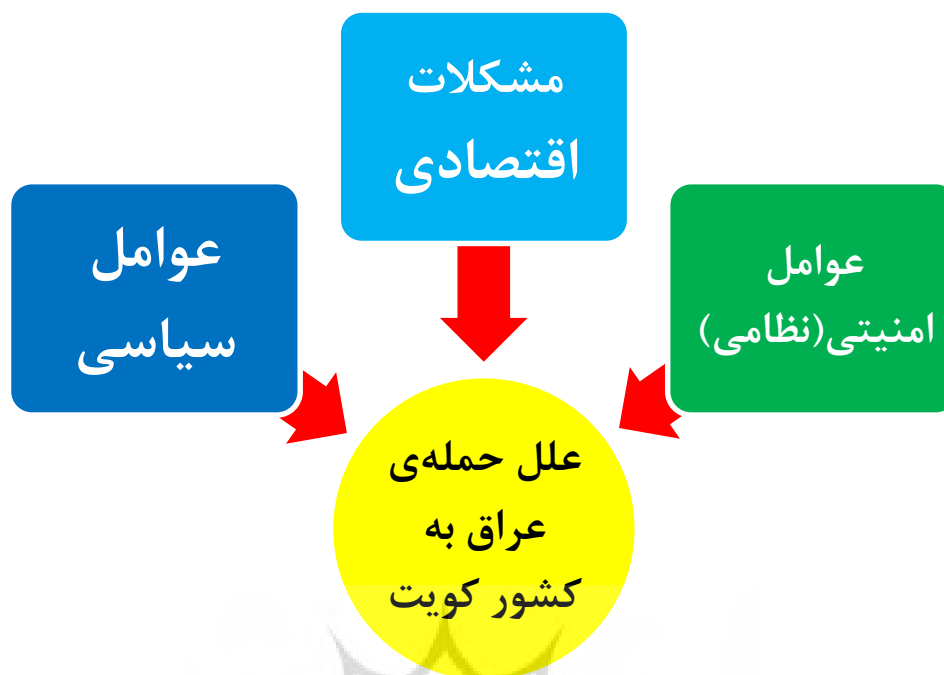 مشکلات
اقتصادی
عوامل
امنیتی(نظامی)
عوامل
سیاسی
علل حمله‌ی
عراق به
کشور کویت